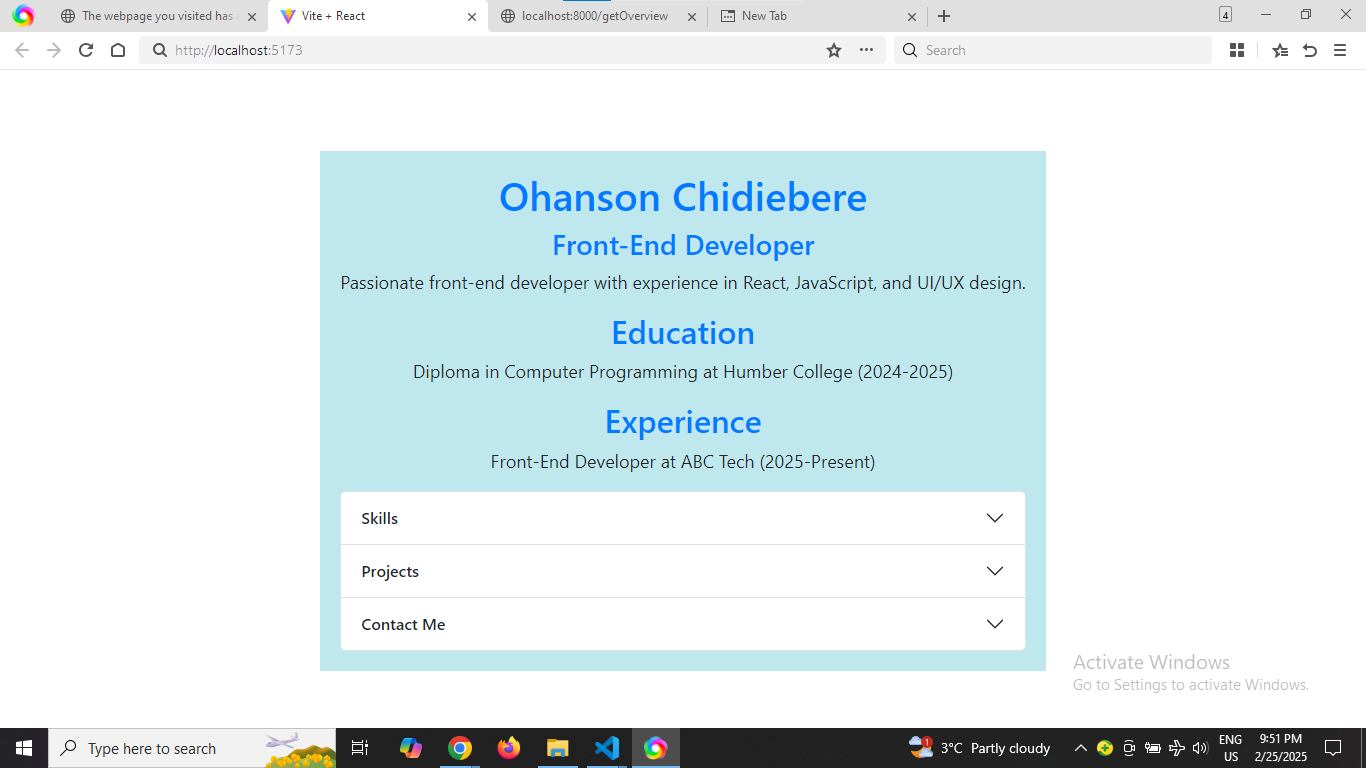 The webpage you visited has
Vite + React
localhost:8000/getOverview
New Tab
4
http://localhost:5173
Search
Ohanson Chidiebere
Front-End Developer
Passionate front-end developer with experience in React, JavaScript, and UI/UX design.
Education
Diploma in Computer Programming at Humber College (2024-2025)
Experience
Front-End Developer at ABC Tech (2025-Present)
Skills
Projects
Contact Me
Activate Windows
Go to Settings to activate Windows.
Type here to search
1
3°C Partly cloudy
ENG
US
9:51 PM
2/25/2025